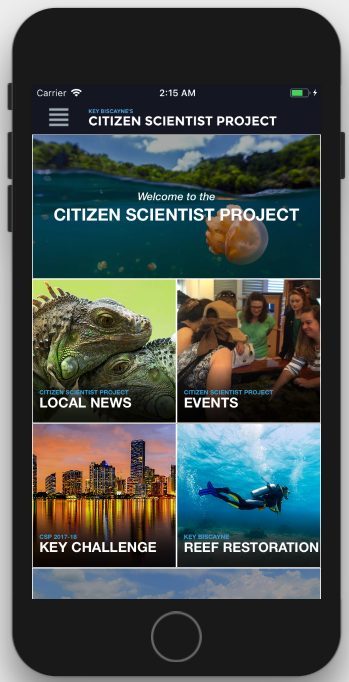 Carrier
2:15 AM
KEY BISCAYNE'S
CITIZEN SCIENTIST PROJECT
Welcome to the
CITIZEN SCIENTIST PROJECT
CITIZEN SCIENTIST PROJECT
LOCAL NEWS
CITIZEN SCIENTIST PROJECT
EVENTS
CSP 2017-18
KEY CHALLENGE
KEY BISCAYNE
REEF RESTORATION